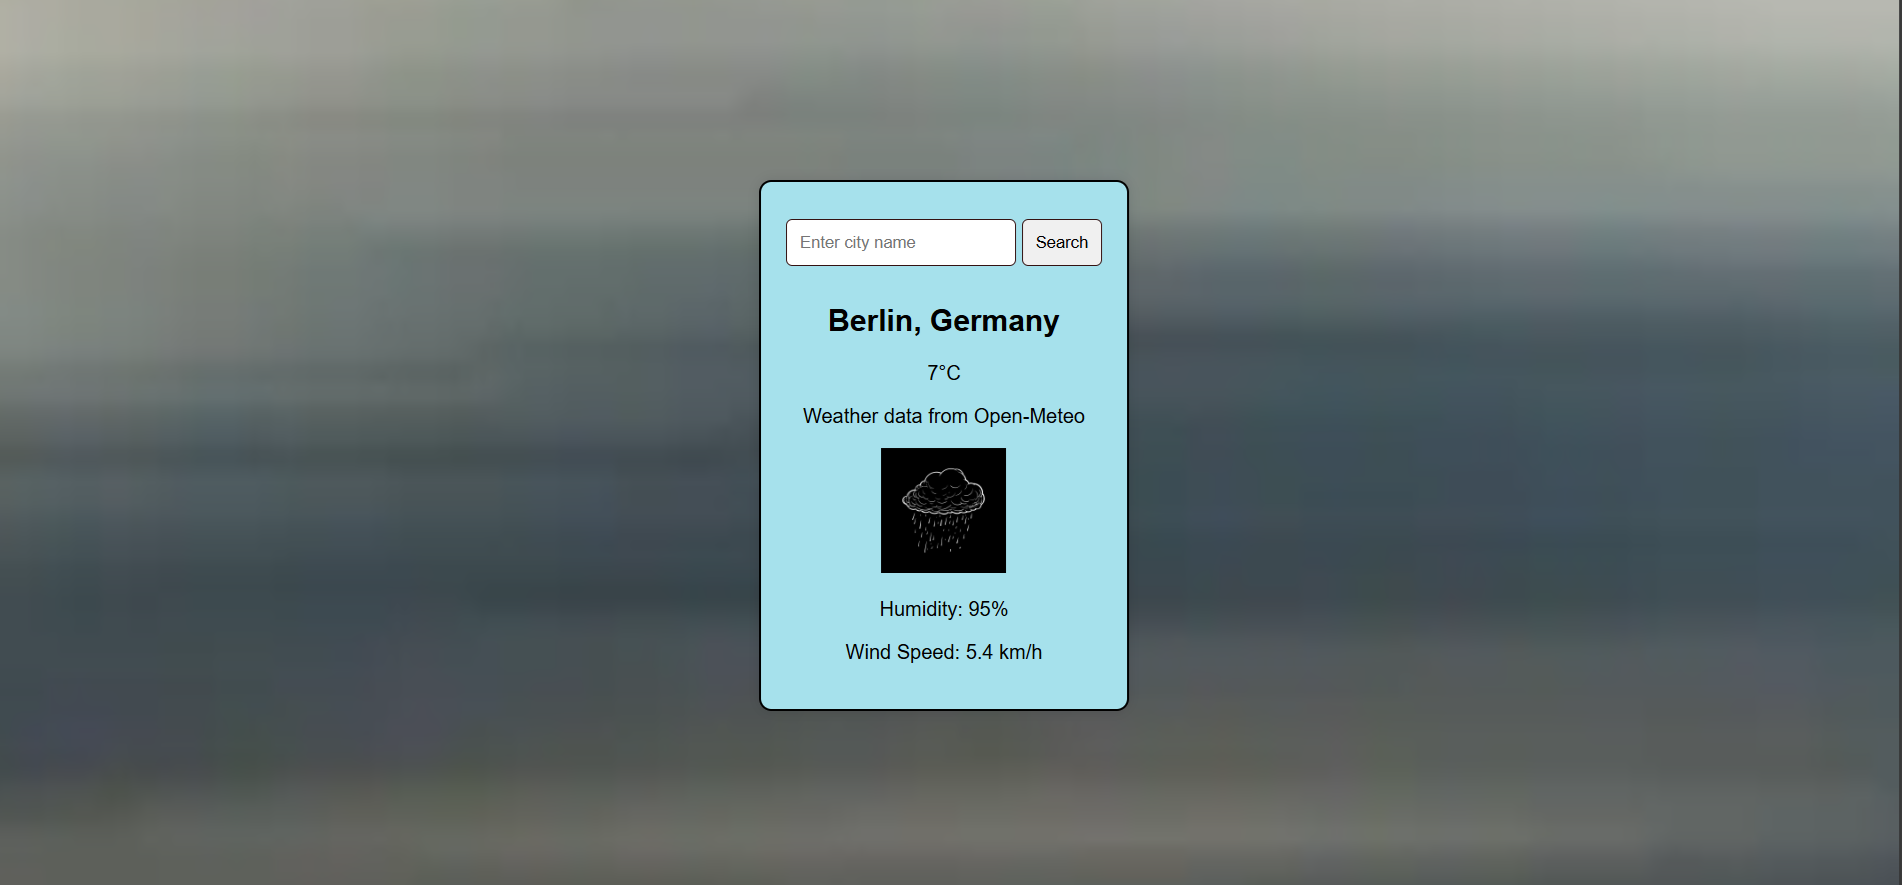 Enter city name
Search
Berlin, Germany
7°C
Weather data from Open-Meteo
Humidity: 95%
Wind Speed: 5.4 km/h